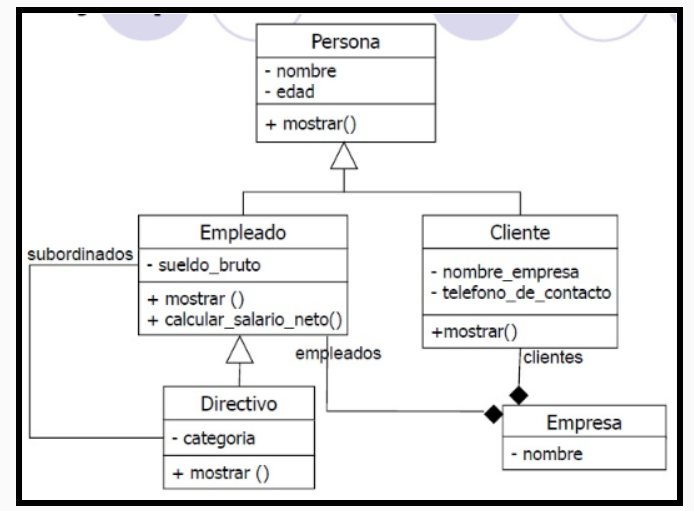 Persona
- nombre
- edad
+ mostrar()
Empleado
- sueldo_bruto
+ mostrar ()
+ calcular_salario_neto()
Cliente
- nombre_empresa
- telefono_de_contacto
+mostrar()
subordinados
empleados
clientes
Directivo
- categoria
+ mostrar ()
Empresa
- nombre